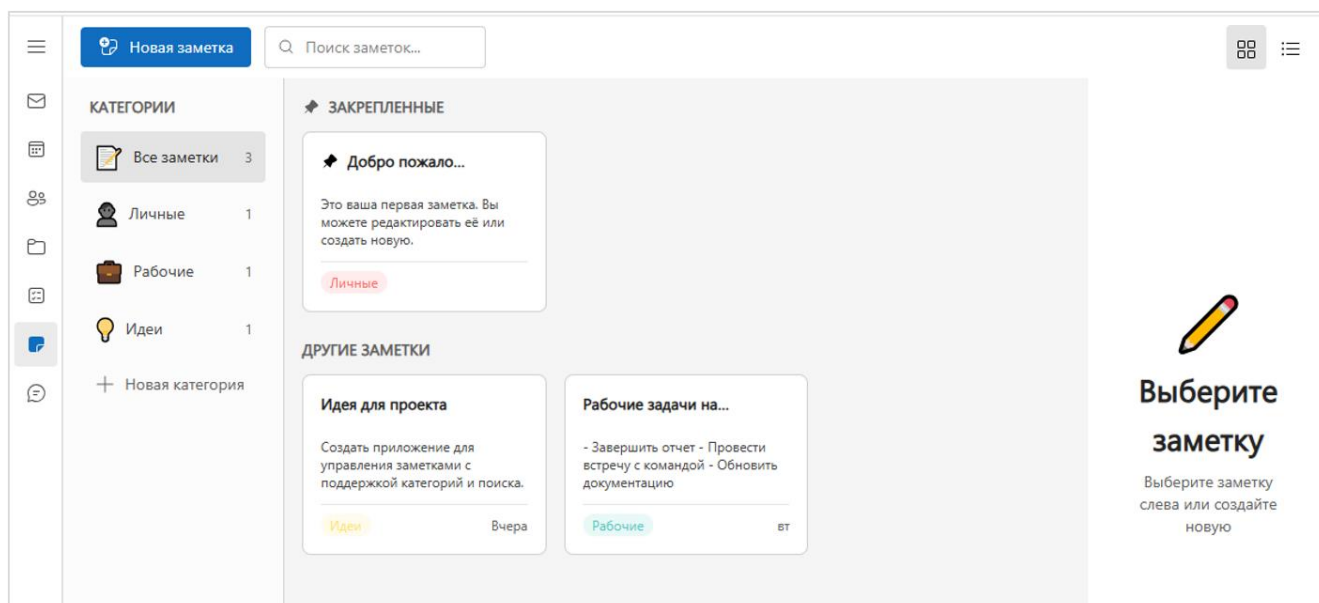 Новая заметка
Поиск заметок...
КАТЕГОРИИ
Все заметки 3
Личные 1
Рабочие 1
Идеи 1
Новая категория
ЗАКРЕПЛЕННЫЕ
Добро пожало...
Это ваша первая заметка. Вы
можете редактировать её или
создать новую.
Личные
ДРУГИЕ ЗАМЕТКИ
Идея для проекта
Создать приложение для
управления заметками с
поддержкой категорий и поиска.
Идеи Вчера
Рабочие задачи на...
- Завершить отчет - Провести
встречу с командой - Обновить
документацию
Рабочие вт
Выберите
заметку
Выберите заметку
слева или создайте
новую